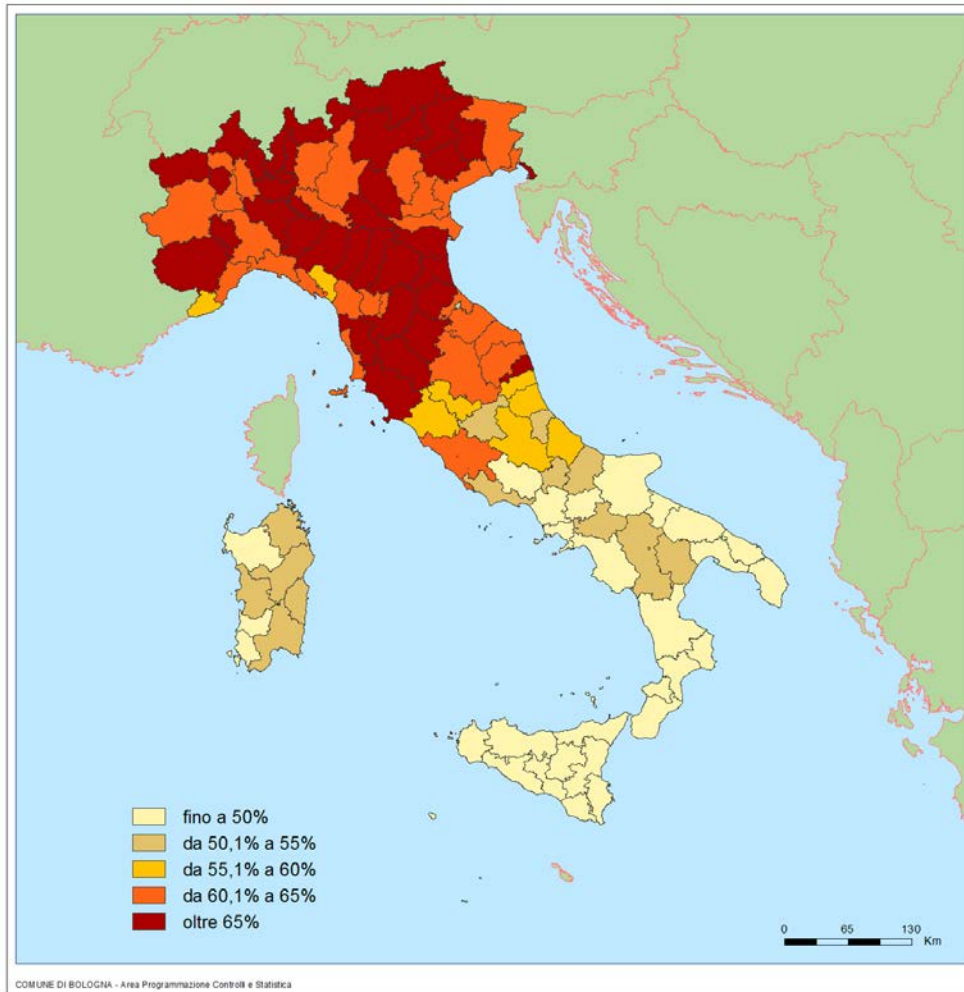 fino a 50%
da 50,1% a 55%
da 55,1% a 60%
da 60,1% a 65%
oltre 65%
0 65 130
Km
COMUNE DI BOLOGNA - Area Programmazione Controlli e Statistica